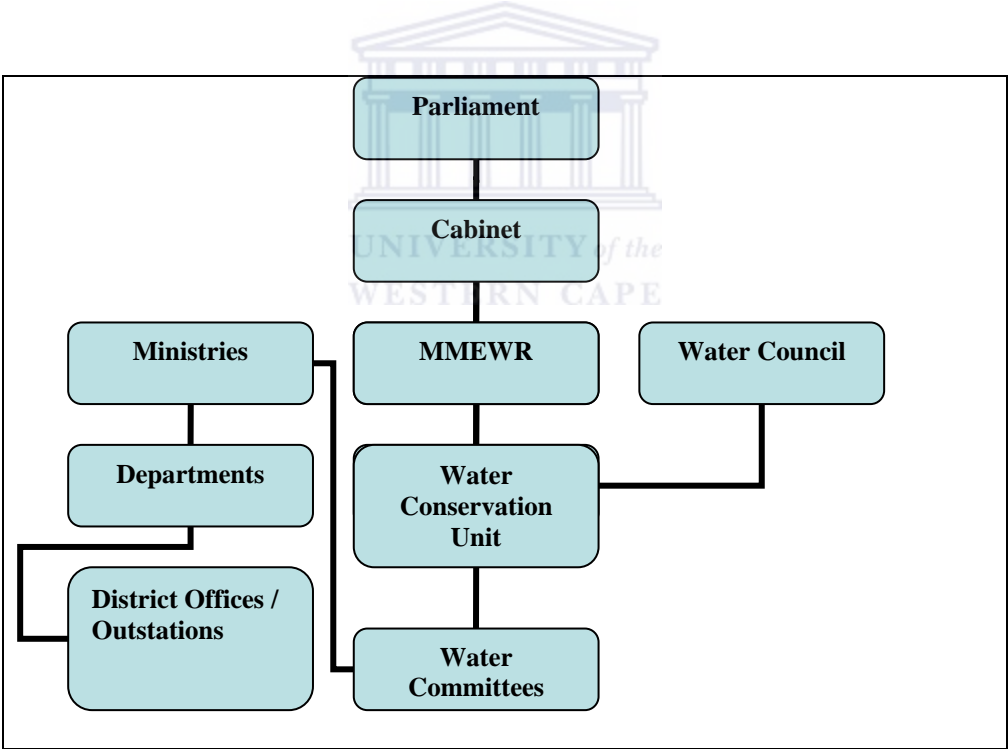 Parliament
Cabinet
UNIVERSITY of the
WESTERN CAPE
Ministries
MMEWR
Water Council
Departments
Water
Conservation
Unit
District Offices /
Outstations
Water
Committees